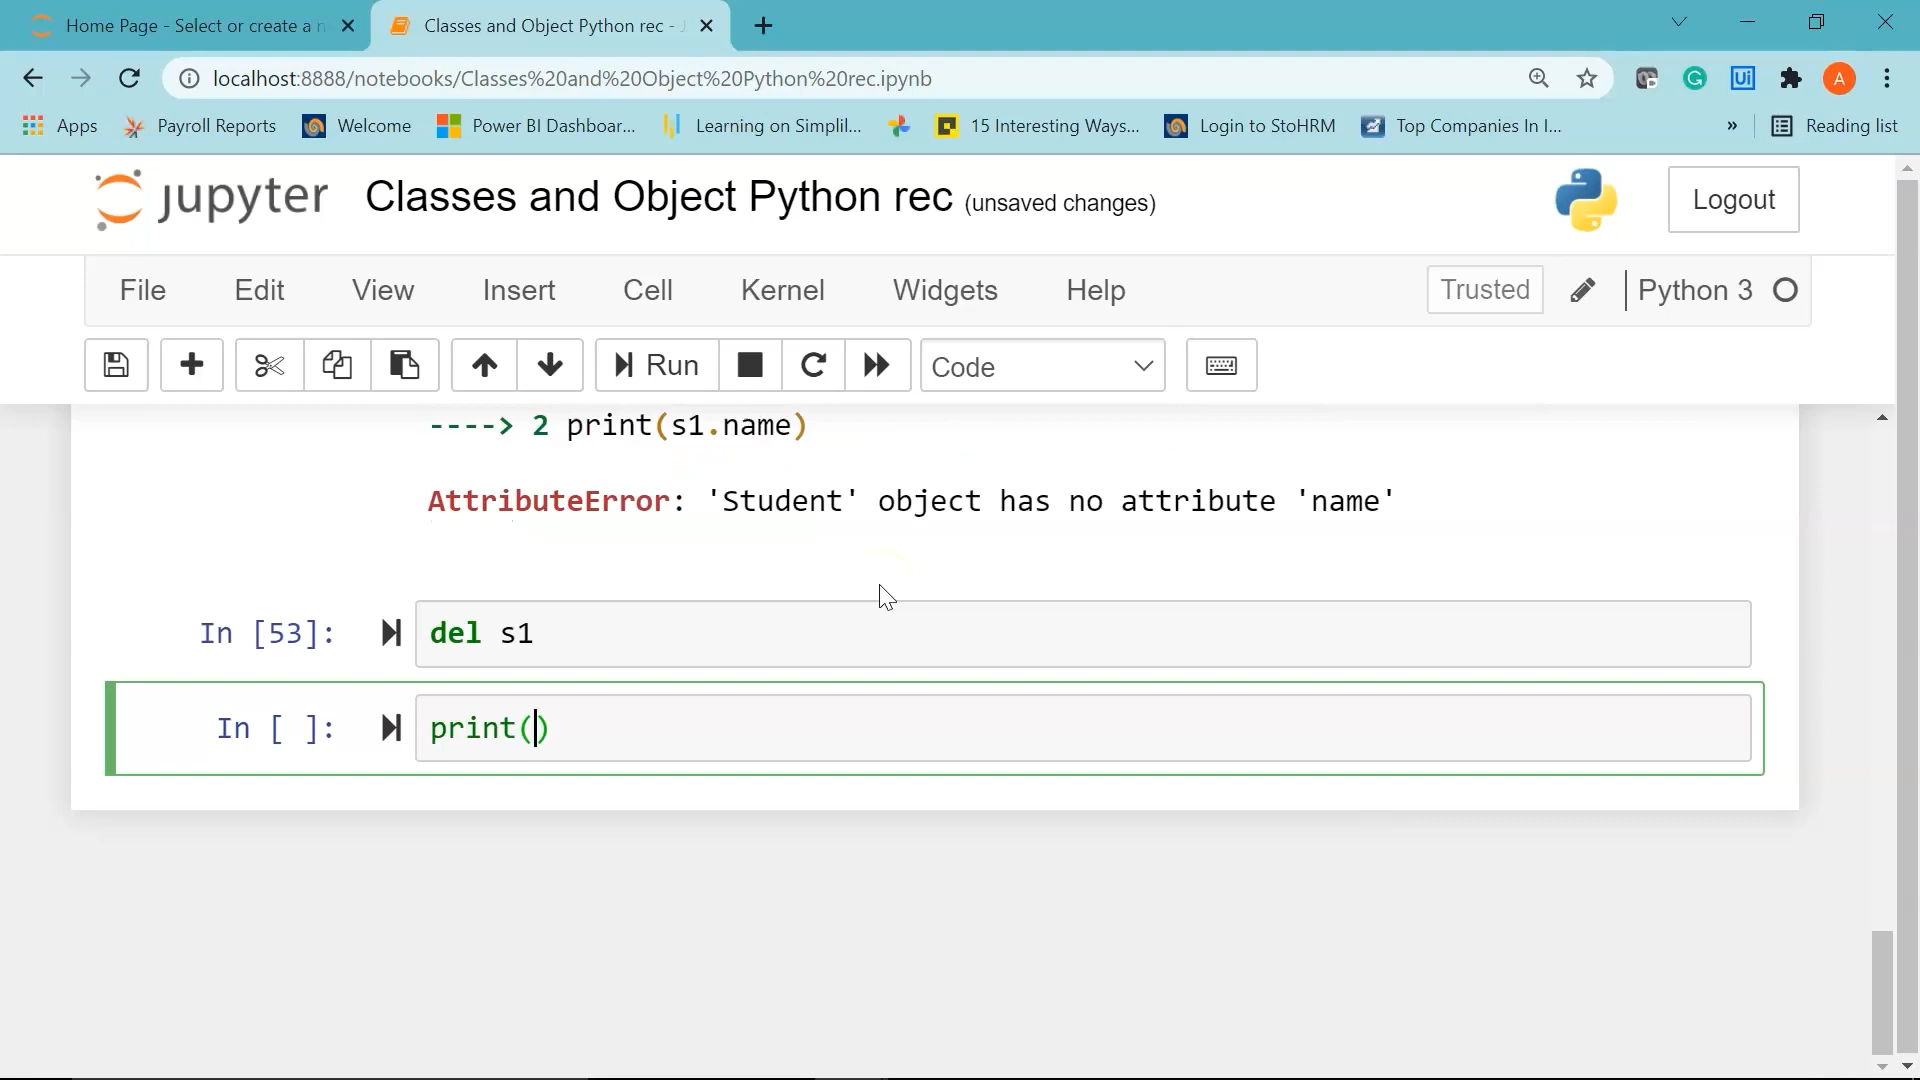 Home Page - Select or create a n
Classes and Object Python rec - J
localhost:8888/notebooks/Classes%20and%20Object%20Python%20rec.ipynb
A
Apps
Payroll Reports
Welcome
Power BI Dashboar...
Learning on Simplil...
15 Interesting Ways...
Login to StoHRM
Top Companies In I...
»
Reading list
jupyter Classes and Object Python rec (unsaved changes)
Logout
File Edit View Insert Cell Kernel Widgets Help
Trusted
Python 3
Run
Code
----> 2 print(s1.name)
AttributeError: 'Student' object has no attribute 'name'
In [53]: del s1
In [ ]: print()